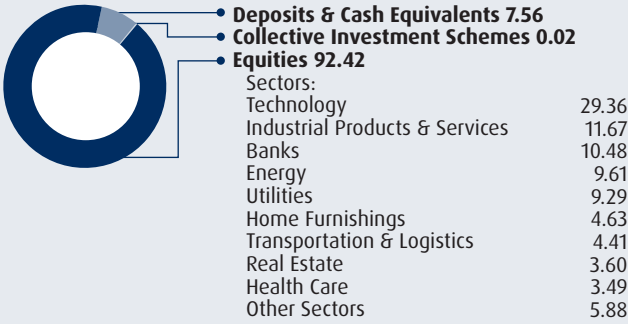 Deposits & Cash Equivalents 7.56
Collective Investment Schemes 0.02
Equities 92.42
Sectors:
Technology 29.36
Industrial Products & Services 11.67
Banks 10.48
Energy 9.61
Utilities 9.29
Home Furnishings 4.63
Transportation & Logistics 4.41
Real Estate 3.60
Health Care 3.49
Other Sectors 5.88